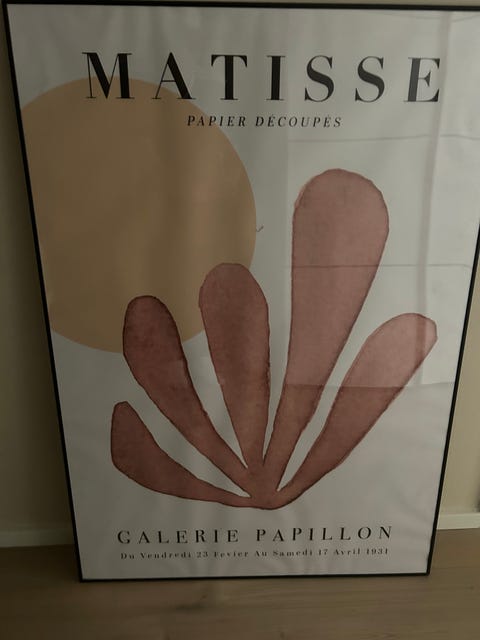 MATISSE
PAPIER DÉCOUPÉS
GALERIE PAPILLON
Du Vendredi 23 Fevier Au Samedi 17 Avril 1931